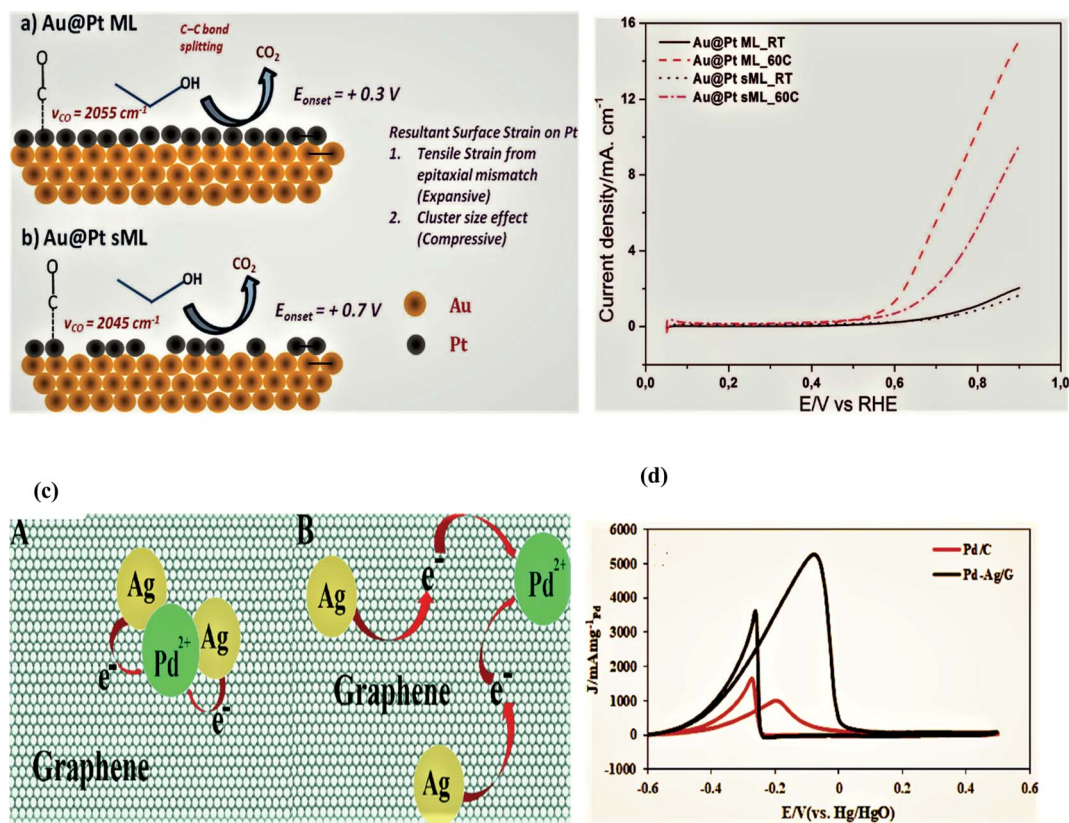 a) Au@Pt ML
C–C bond
splitting
O
C
ν_CO = 2055 cm⁻¹
OH
CO₂
E_onset = + 0.3 V
Resultant Surface Strain on Pt
1. Tensile Strain from
epitaxial mismatch
(Expansive)
2. Cluster size effect
(Compressive)
b) Au@Pt sML
O
C
ν_CO = 2045 cm⁻¹
OH
CO₂
E_onset = + 0.7 V
Au
Pt
Current density/mA. cm⁻¹
16
12
8
4
0
Au@Pt ML_RT
Au@Pt ML_60C
Au@Pt sML_RT
Au@Pt sML_60C
0,0 0,2 0,4 0,6 0,8 1,0
E/V vs RHE
(c)
A
Ag
Pd²⁺
Ag
e⁻
e⁻
Graphene
B
Ag
e⁻
Pd²⁺
Graphene
e⁻
Ag
(d)
J/mAmg⁻¹Pd
6000
5000
4000
3000
2000
1000
0
-1000
Pd/C
Pd-Ag/G
-0.6 -0.4 -0.2 0 0.2 0.4 0.6
E/V(vs. Hg/HgO)